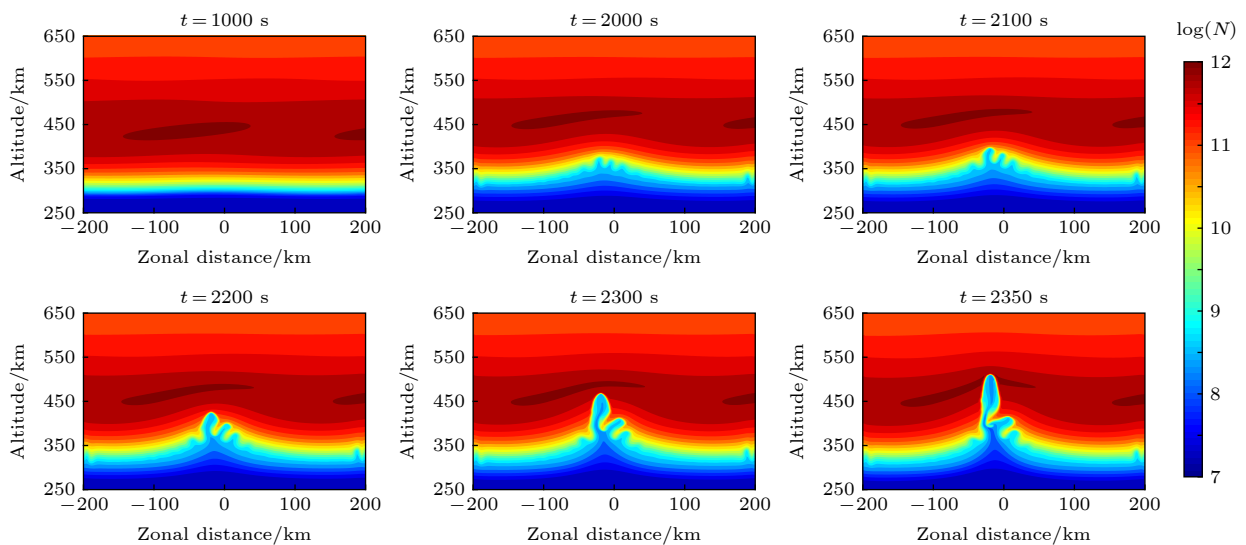 t = 1000 s
t = 2000 s
t = 2100 s
log(N)
650
550
450
350
250
Altitude/km
−200 −100 0 100 200
Zonal distance/km
650
550
450
350
250
Altitude/km
−200 −100 0 100 200
Zonal distance/km
650
550
450
350
250
Altitude/km
−200 −100 0 100 200
Zonal distance/km
12
11
10
9
8
7
t = 2200 s
650
550
450
350
250
Altitude/km
−200 −100 0 100 200
Zonal distance/km
t = 2300 s
650
550
450
350
250
Altitude/km
−200 −100 0 100 200
Zonal distance/km
t = 2350 s
650
550
450
350
250
Altitude/km
−200 −100 0 100 200
Zonal distance/km